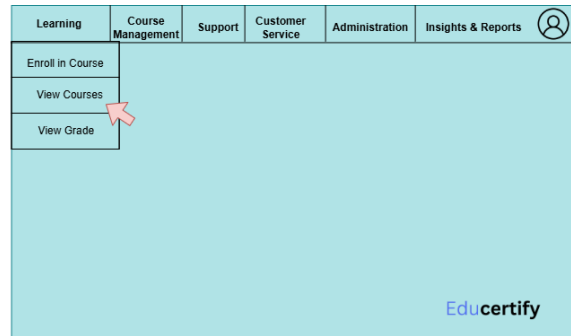 Learning
Course
Management
Support
Customer
Service
Administration
Insights & Reports
Enroll in Course
View Courses
View Grade
Educertify